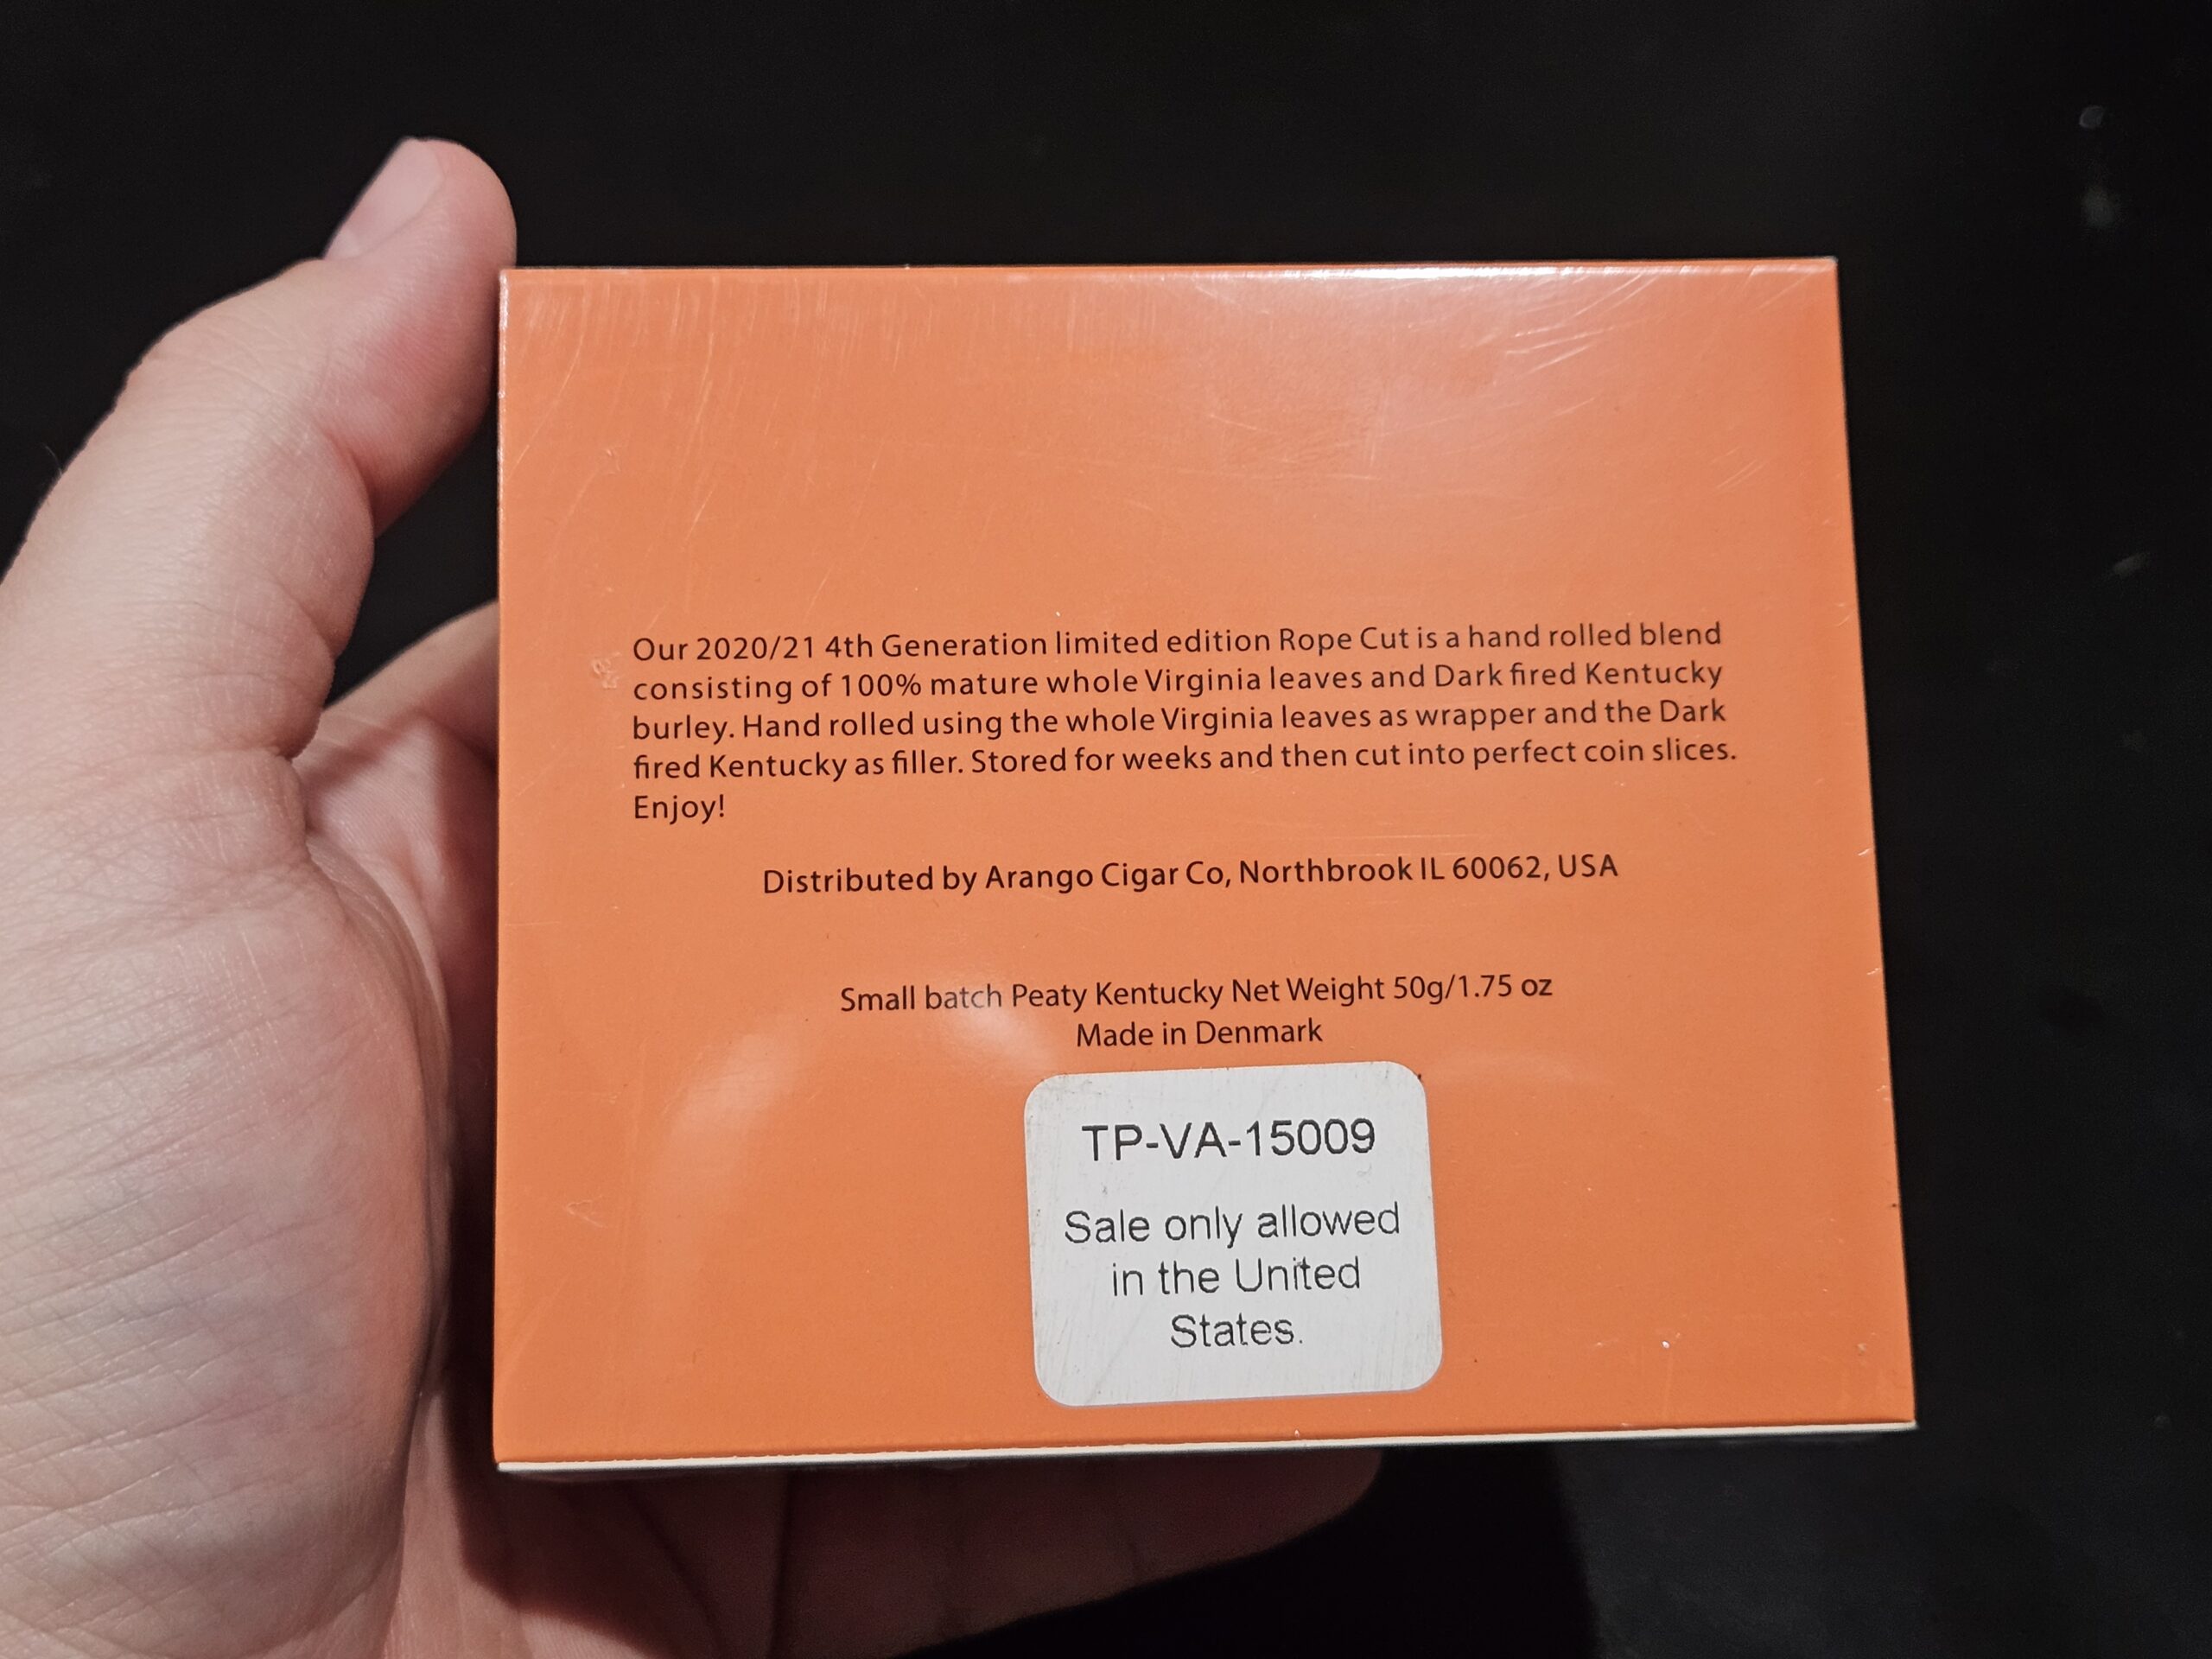 Our 2020/21 4th Generation limited edition Rope Cut is a hand rolled blend
consisting of 100% mature whole Virginia leaves and Dark fired Kentucky
burley. Hand rolled using the whole Virginia leaves as wrapper and the Dark
fired Kentucky as filler. Stored for weeks and then cut into perfect coin slices.
Enjoy!
Distributed by Arango Cigar Co, Northbrook IL 60062, USA
Small batch Peaty Kentucky Net Weight 50g/1.75 oz
Made in Denmark
TP-VA-15009
Sale only allowed
in the United
States.